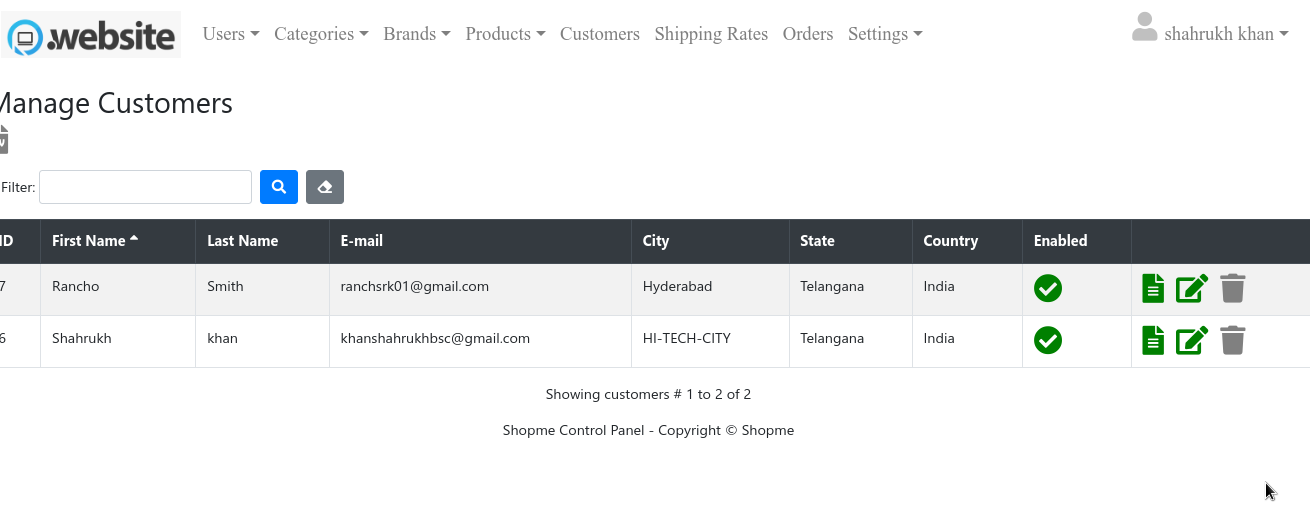 .website Users Categories Brands Products Customers Shipping Rates Orders Settings shahrukh khan
Manage Customers
Filter:
ID First Name Last Name E-mail City State Country Enabled
7 Rancho Smith ranchsrk01@gmail.com Hyderabad Telangana India
6 Shahrukh khan khanshahrukhbsc@gmail.com HI-TECH-CITY Telangana India
Showing customers # 1 to 2 of 2
Shopme Control Panel - Copyright © Shopme